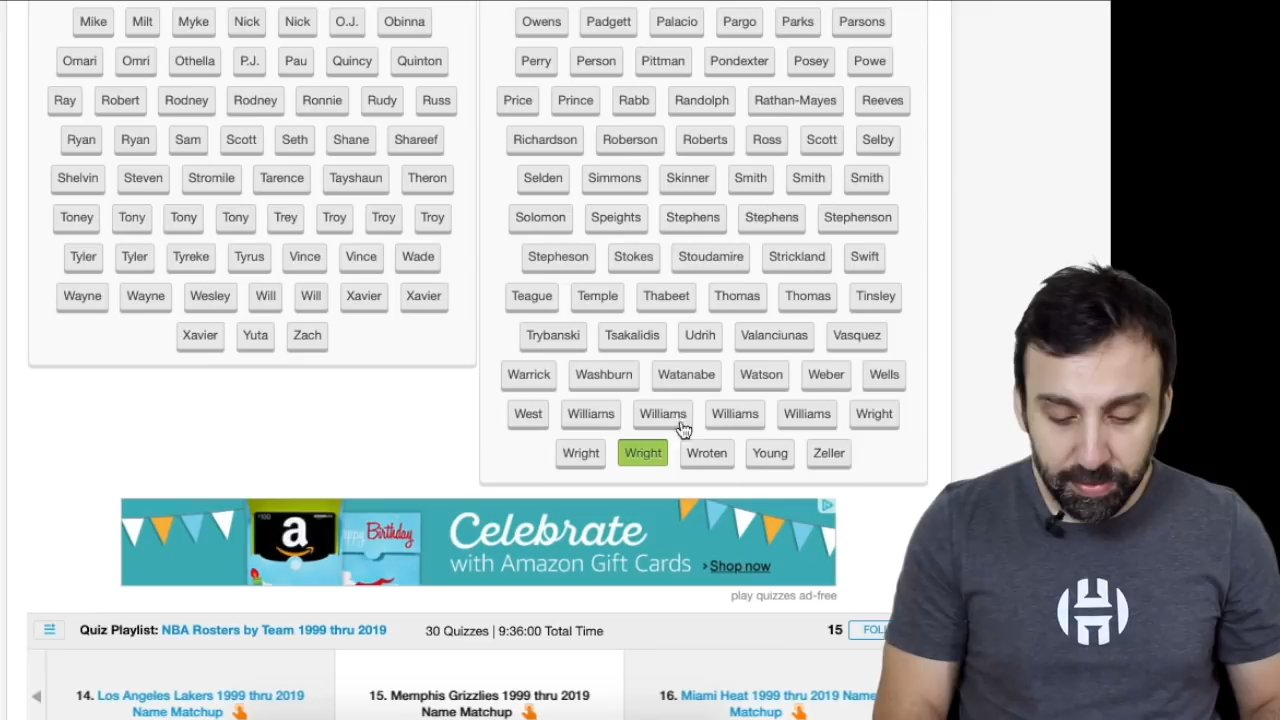 Mike Milt Myke Nick Nick O.J. Obinna
Omari Omri Othella P.J. Pau Quincy Quinton
Ray Robert Rodney Rodney Ronnie Rudy Russ
Ryan Ryan Sam Scott Seth Shane Shareef
Shelvin Steven Stromile Tarence Tayshaun Theron
Toney Tony Tony Tony Trey Troy Troy Troy
Tyler Tyler Tyreke Tyrus Vince Vince Wade
Wayne Wayne Wesley Will Will Xavier Xavier
Xavier Yuta Zach
Owens Padgett Palacio Pargo Parks Parsons
Perry Person Pittman Pondexter Posey Powe
Price Prince Rabb Randolph Rathan-Mayes Reeves
Richardson Roberson Roberts Ross Scott Selby
Selden Simmons Skinner Smith Smith Smith
Solomon Speights Stephens Stephens Stephenson
Stepheson Stokes Stoudamire Strickland Swift
Teague Temple Thabeet Thomas Thomas Tinsley
Trybanski Tsakalidis Udrih Valanciunas Vasquez
Warrick Washburn Watanabe Watson Weber Wells
West Williams Williams Williams Williams Wright
Wright Wright Wroten Young Zeller
a
Birthday
Celebrate
with Amazon Gift Cards › Shop now
play quizzes ad-free
Quiz Playlist: NBA Rosters by Team 1999 thru 2019 30 Quizzes | 9:36:00 Total Time 15
14. Los Angeles Lakers 1999 thru 2019
Name Matchup
15. Memphis Grizzlies 1999 thru 2019
Name Matchup
16. Miami Heat 1999 thru 2019 Name
Matchup